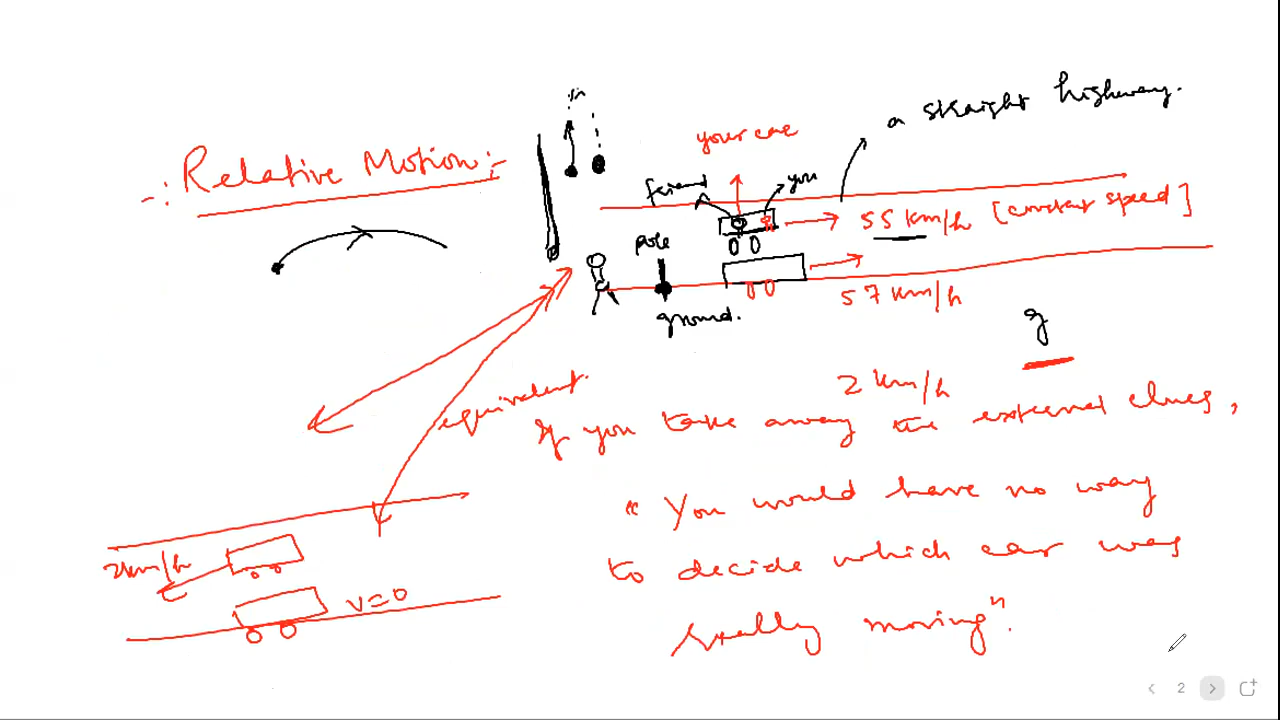 -: Relative Motion :-
your car
a straight highway.
friend
you
55 km/h [constant speed]
pole
57 km/h
ground.
g
2 km/h
equivalent.
If you take away the external clues,
" You would have no way
to decide which car was
really moving".
2km/h
v=0
2